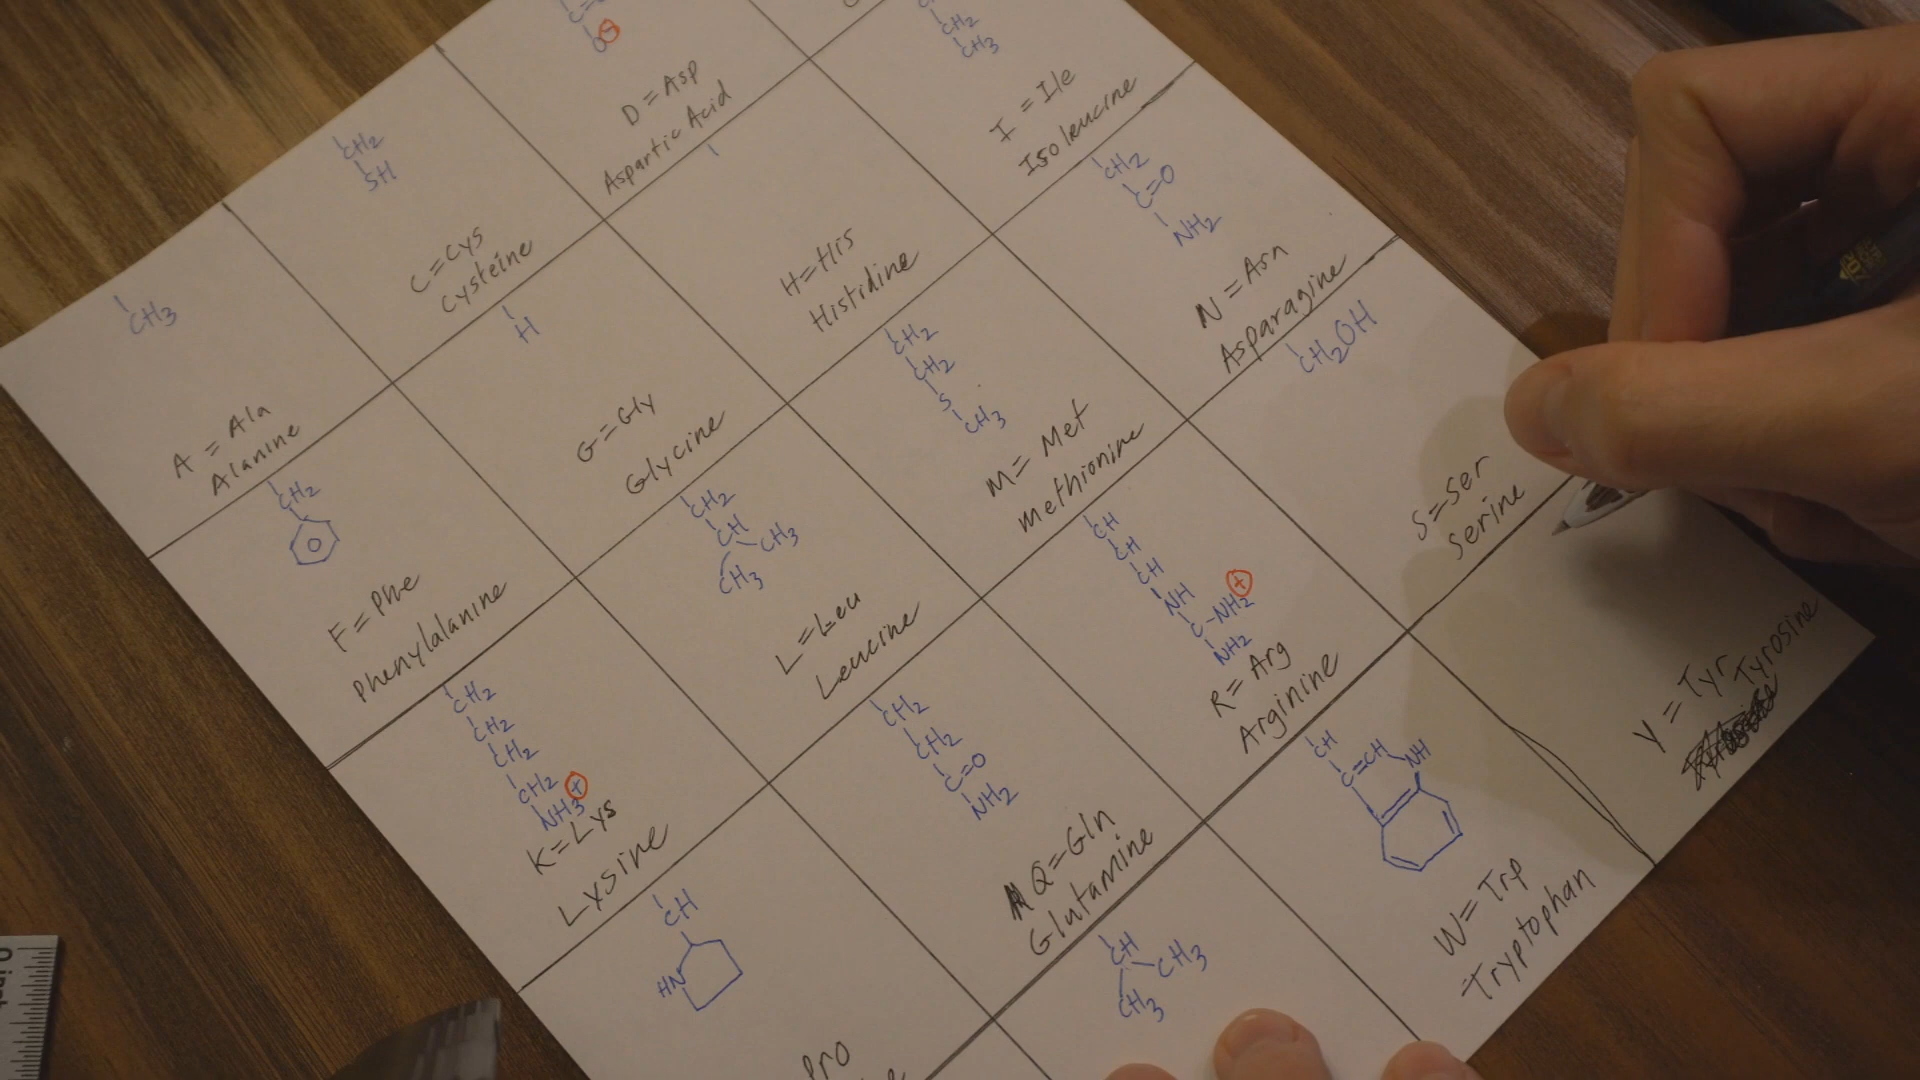 OΘ
D = Asp
Aspartic Acid
CH2
CH3
I = Ile
Isoleucine
CH2
SH
C = Cys
Cysteine
H = His
Histidine
CH2
C=O
NH2
N = Asn
Asparagine
CH3
A = Ala
Alanine
H
G = Gly
Glycine
CH2
CH2
S
CH3
M = Met
Methionine
CH2OH
S = Ser
Serine
CH2
F = Phe
Phenylalanine
CH2
CH
CH3
CH3
L = Leu
Leucine
CH
CH
CH
NH
C-NH2
+
NH2
R = Arg
Arginine
Y = Tyr
Tyrosine
CH2
CH2
CH2
CH2
NH3
+
K = Lys
Lysine
CH2
CH2
C=O
NH2
Q = Gln
Glutamine
CH
C=CH
NH
W = Trp
Tryptophan
CH
HN
Pro
CH
CH3
CH3
0